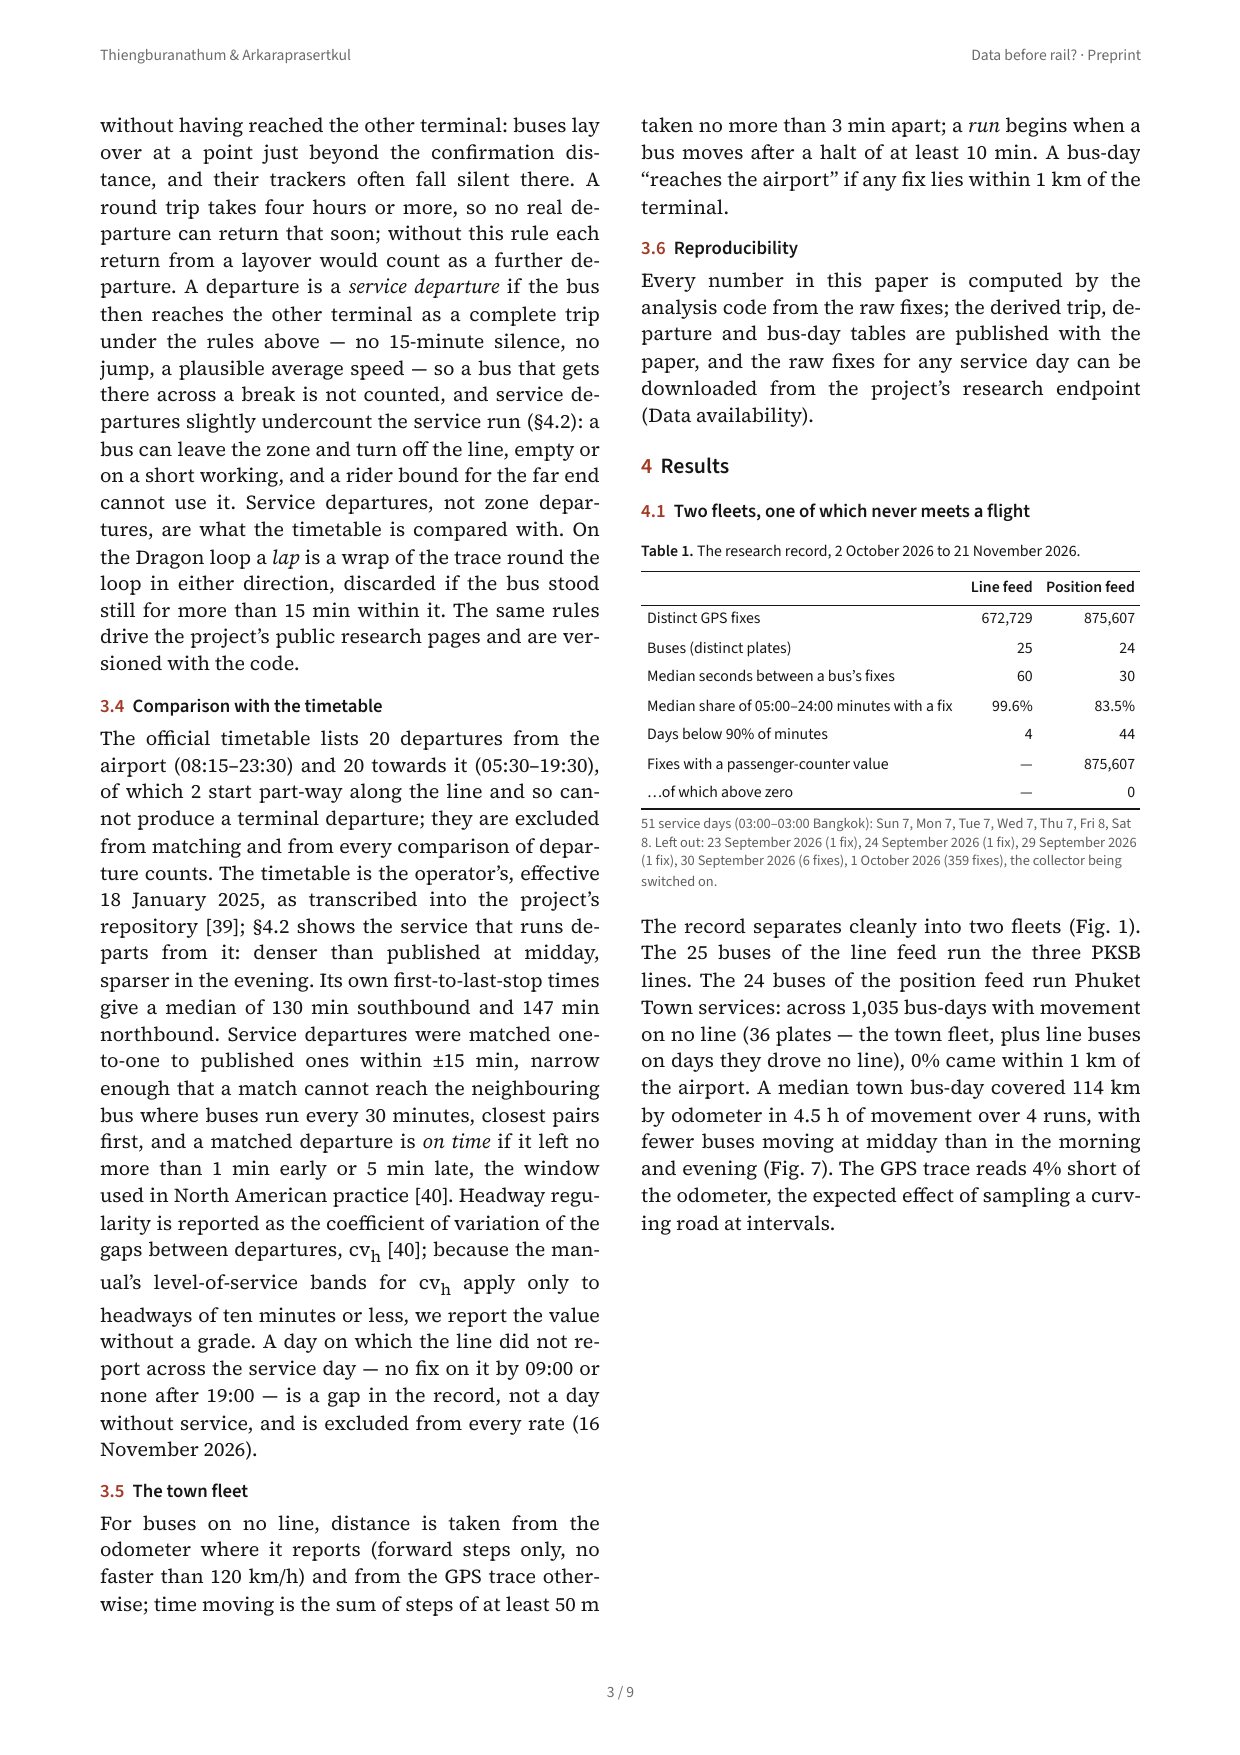 Thiengburanathum & Arkaraprasertkul
Data before rail? · Preprint
without having reached the other terminal: buses lay
over at a point just beyond the confirmation dis-
tance, and their trackers often fall silent there. A
round trip takes four hours or more, so no real de-
parture can return that soon; without this rule each
return from a layover would count as a further de-
parture. A departure is a service departure if the bus
then reaches the other terminal as a complete trip
under the rules above — no 15-minute silence, no
jump, a plausible average speed — so a bus that gets
there across a break is not counted, and service de-
partures slightly undercount the service run (§4.2): a
bus can leave the zone and turn off the line, empty or
on a short working, and a rider bound for the far end
cannot use it. Service departures, not zone depar-
tures, are what the timetable is compared with. On
the Dragon loop a lap is a wrap of the trace round the
loop in either direction, discarded if the bus stood
still for more than 15 min within it. The same rules
drive the project’s public research pages and are ver-
sioned with the code.
3.4 Comparison with the timetable
The official timetable lists 20 departures from the
airport (08:15–23:30) and 20 towards it (05:30–19:30),
of which 2 start part-way along the line and so can-
not produce a terminal departure; they are excluded
from matching and from every comparison of depar-
ture counts. The timetable is the operator’s, effective
18 January 2025, as transcribed into the project’s
repository [39]; §4.2 shows the service that runs de-
parts from it: denser than published at midday,
sparser in the evening. Its own first-to-last-stop times
give a median of 130 min southbound and 147 min
northbound. Service departures were matched one-
to-one to published ones within ±15 min, narrow
enough that a match cannot reach the neighbouring
bus where buses run every 30 minutes, closest pairs
first, and a matched departure is on time if it left no
more than 1 min early or 5 min late, the window
used in North American practice [40]. Headway regu-
larity is reported as the coefficient of variation of the
gaps between departures, cvh [40]; because the man-
ual’s level-of-service bands for cvh apply only to
headways of ten minutes or less, we report the value
without a grade. A day on which the line did not re-
port across the service day — no fix on it by 09:00 or
none after 19:00 — is a gap in the record, not a day
without service, and is excluded from every rate (16
November 2026).
3.5 The town fleet
For buses on no line, distance is taken from the
odometer where it reports (forward steps only, no
faster than 120 km/h) and from the GPS trace other-
wise; time moving is the sum of steps of at least 50 m
taken no more than 3 min apart; a run begins when a
bus moves after a halt of at least 10 min. A bus-day
“reaches the airport” if any fix lies within 1 km of the
terminal.
3.6 Reproducibility
Every number in this paper is computed by the
analysis code from the raw fixes; the derived trip, de-
parture and bus-day tables are published with the
paper, and the raw fixes for any service day can be
downloaded from the project’s research endpoint
(Data availability).
4 Results
4.1 Two fleets, one of which never meets a flight
Table 1. The research record, 2 October 2026 to 21 November 2026.
Line feed Position feed
Distinct GPS fixes 672,729 875,607
Buses (distinct plates) 25 24
Median seconds between a bus’s fixes 60 30
Median share of 05:00–24:00 minutes with a fix 99.6% 83.5%
Days below 90% of minutes 4 44
Fixes with a passenger-counter value — 875,607
…of which above zero — 0
51 service days (03:00–03:00 Bangkok): Sun 7, Mon 7, Tue 7, Wed 7, Thu 7, Fri 8, Sat
8. Left out: 23 September 2026 (1 fix), 24 September 2026 (1 fix), 29 September 2026
(1 fix), 30 September 2026 (6 fixes), 1 October 2026 (359 fixes), the collector being
switched on.
The record separates cleanly into two fleets (Fig. 1).
The 25 buses of the line feed run the three PKSB
lines. The 24 buses of the position feed run Phuket
Town services: across 1,035 bus-days with movement
on no line (36 plates — the town fleet, plus line buses
on days they drove no line), 0% came within 1 km of
the airport. A median town bus-day covered 114 km
by odometer in 4.5 h of movement over 4 runs, with
fewer buses moving at midday than in the morning
and evening (Fig. 7). The GPS trace reads 4% short of
the odometer, the expected effect of sampling a curv-
ing road at intervals.
3 / 9